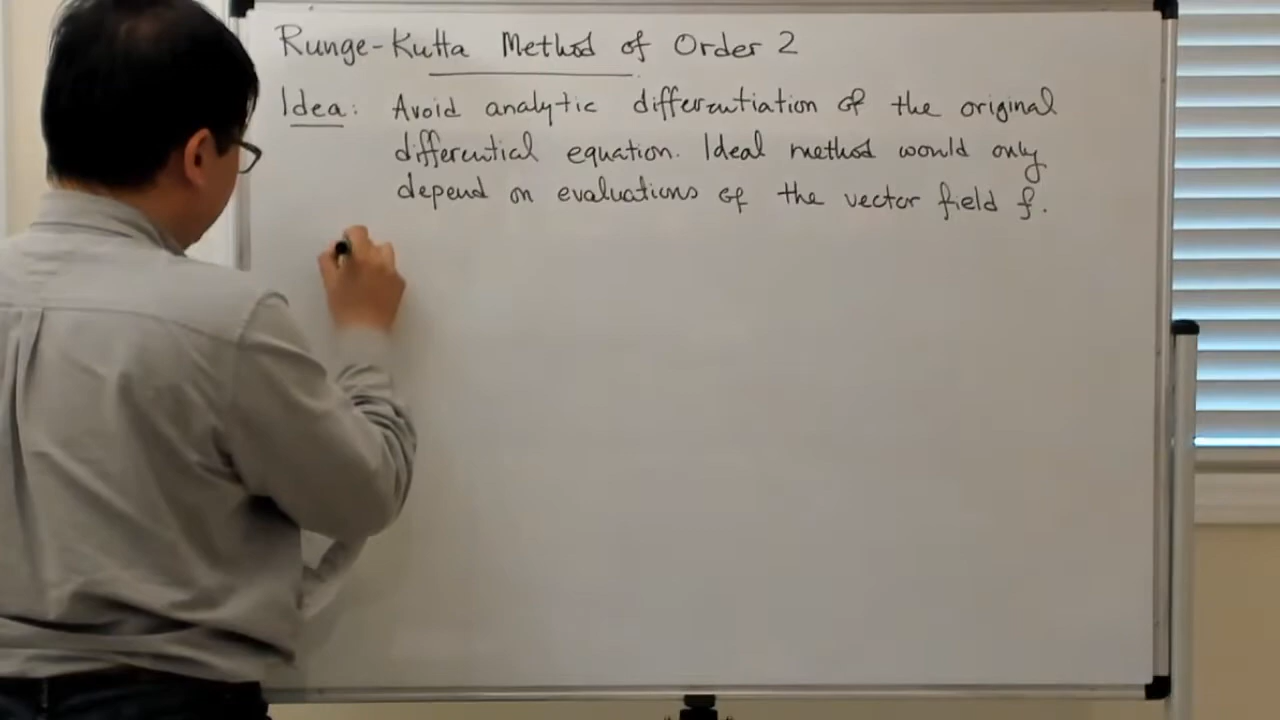 Runge-Kutta Method of Order 2
Idea: Avoid analytic differentiation of the original
differential equation. Ideal method would only
depend on evaluations of the vector field f.